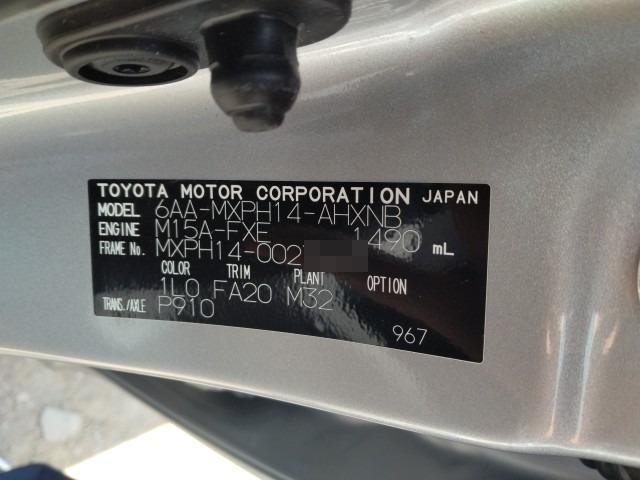 TOYOTA MOTOR CORPORATION JAPAN
MODEL 6AA-MXPH14-AHXNB
ENGINE M15A-FXE 1490 mL
FRAME No. MXPH14-002
COLOR TRIM PLANT OPTION
1L0 FA20 M32
TRANS./AXLE P910
967